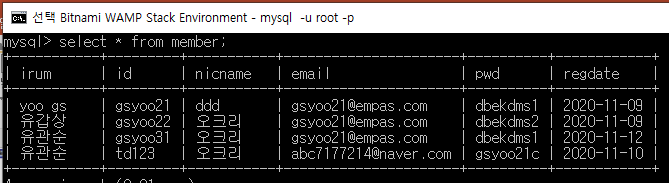 선택 Bitnami WAMP Stack Environment - mysql -u root -p
mysql> select * from member;
irum | id | nicname | email | pwd | regdate
yoo gs | gsyoo21 | ddd | gsyoo21@empas.com | dbekdms1 | 2020-11-09
유갑상 | gsyoo22 | 오크리 | gsyoo21@empas.com | dbekdms2 | 2020-11-09
유관순 | gsyoo31 | 오크리 | gsyoo21@empas.com | dbekdms1 | 2020-11-12
유관순 | td123 | 오크리 | abc7177214@naver.com | gsyoo21c | 2020-11-10